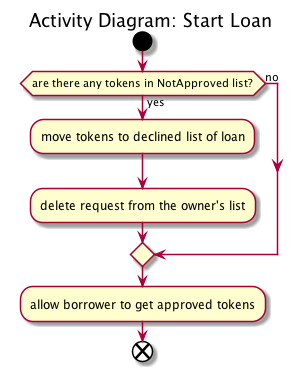 Activity Diagram: Start Loan
are there any tokens in NotApproved list?
no
yes
move tokens to declined list of loan
delete request from the owner's list
allow borrower to get approved tokens